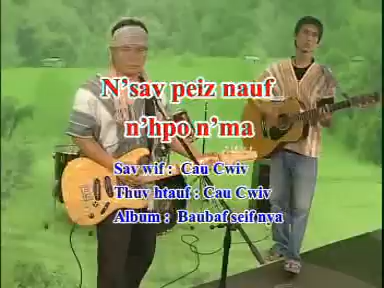 N'sav peiz nauf
n'hpo n'ma
Sav wif : Cau Cwiv
Thuv htauf : Cau Cwiv
Album : Baubaf seif nya